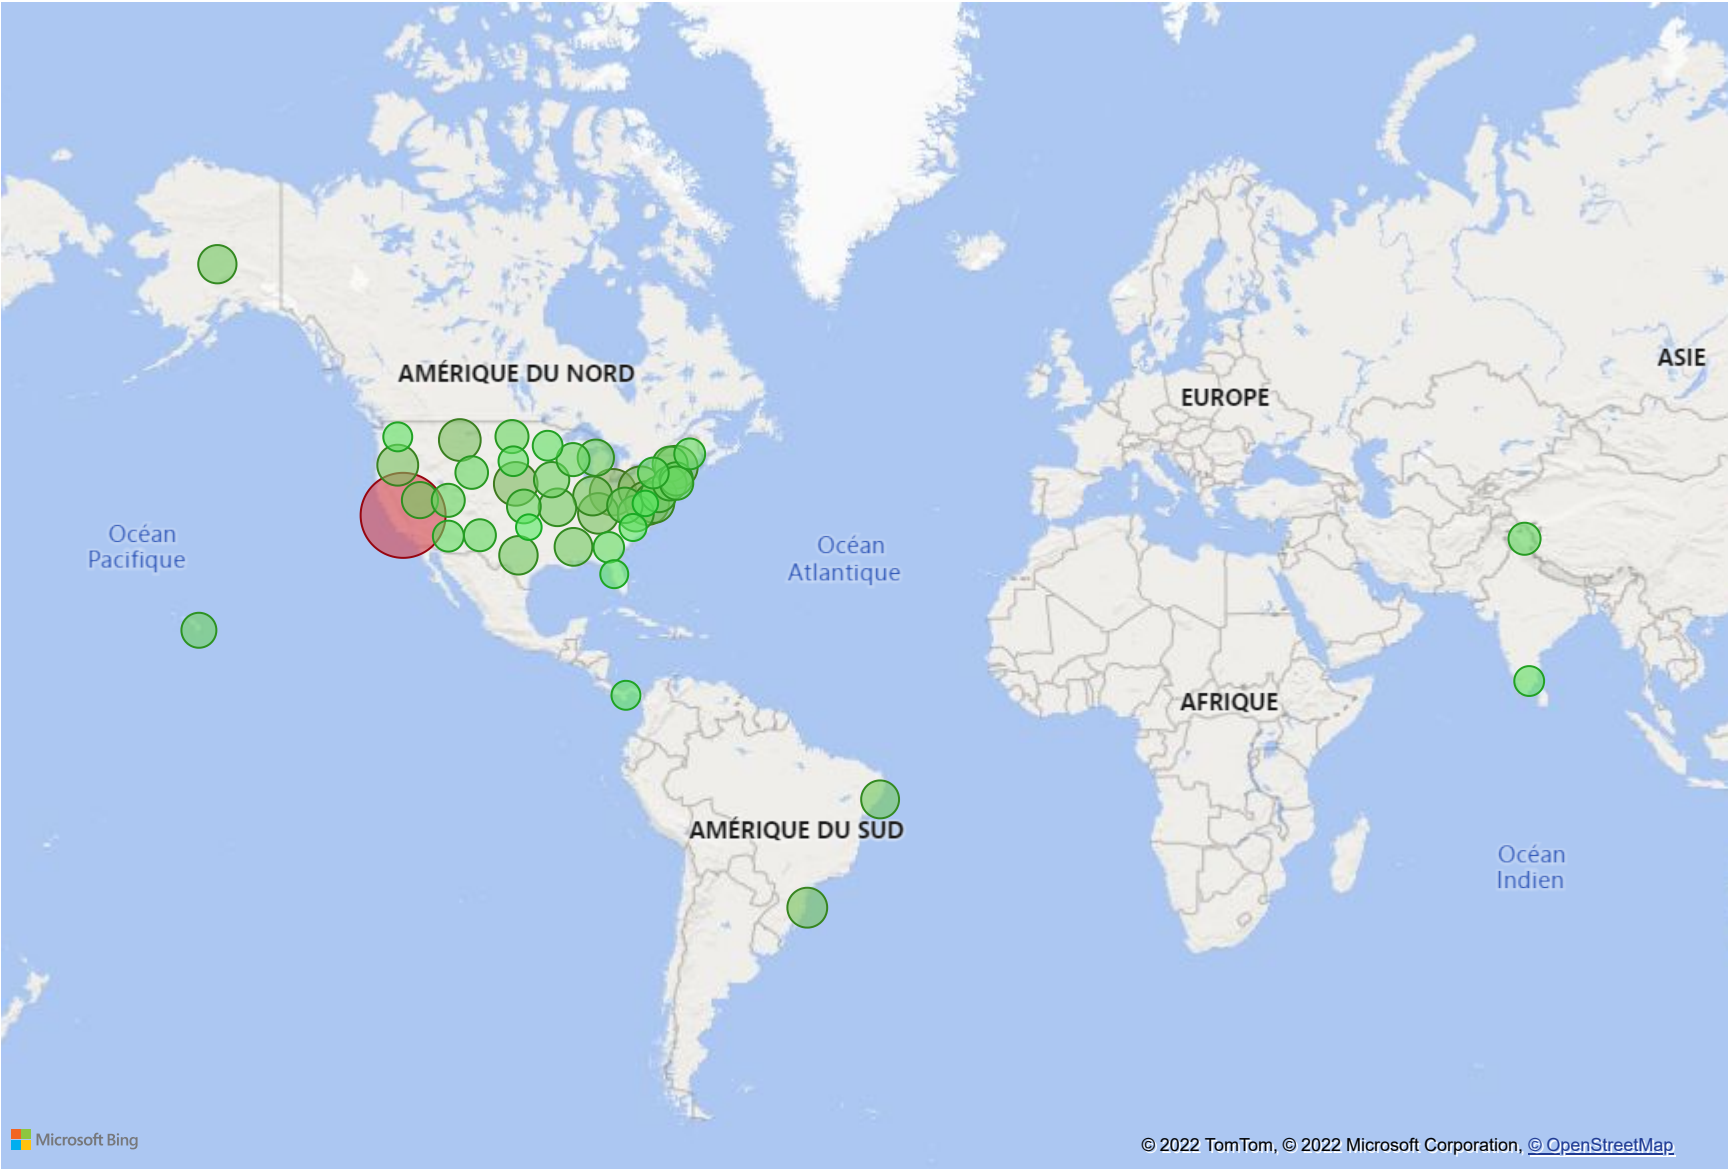 AMÉRIQUE DU NORD
ASIE
EUROPE
Océan
Pacifique
Océan
Atlantique
AFRIQUE
AMÉRIQUE DU SUD
Océan
Indien
Microsoft Bing
© 2022 TomTom, © 2022 Microsoft Corporation, © OpenStreetMap